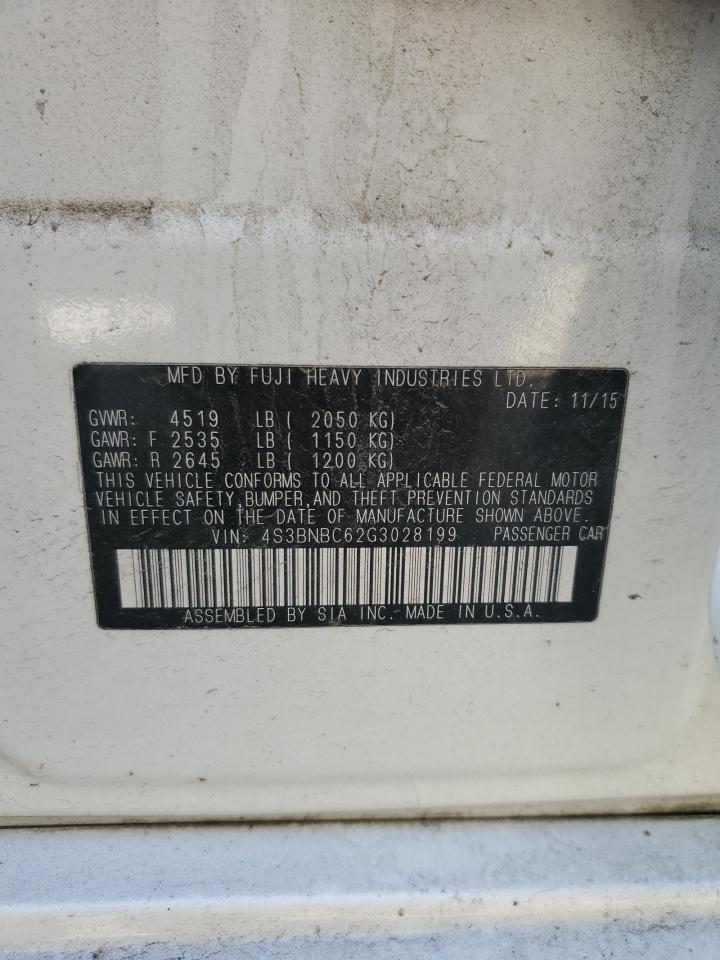 MFD BY FUJI HEAVY INDUSTRIES LTD.
DATE: 11/15
GVWR: 4519 LB ( 2050 KG)
GAWR: F 2535 LB ( 1150 KG)
GAWR: R 2645 LB ( 1200 KG)
THIS VEHICLE CONFORMS TO ALL APPLICABLE FEDERAL MOTOR
VEHICLE SAFETY, BUMPER, AND THEFT PREVENTION STANDARDS
IN EFFECT ON THE DATE OF MANUFACTURE SHOWN ABOVE.
VIN: 4S3BNBC62G3028199 PASSENGER CAR
ASSEMBLED BY SIA INC. MADE IN U.S.A.